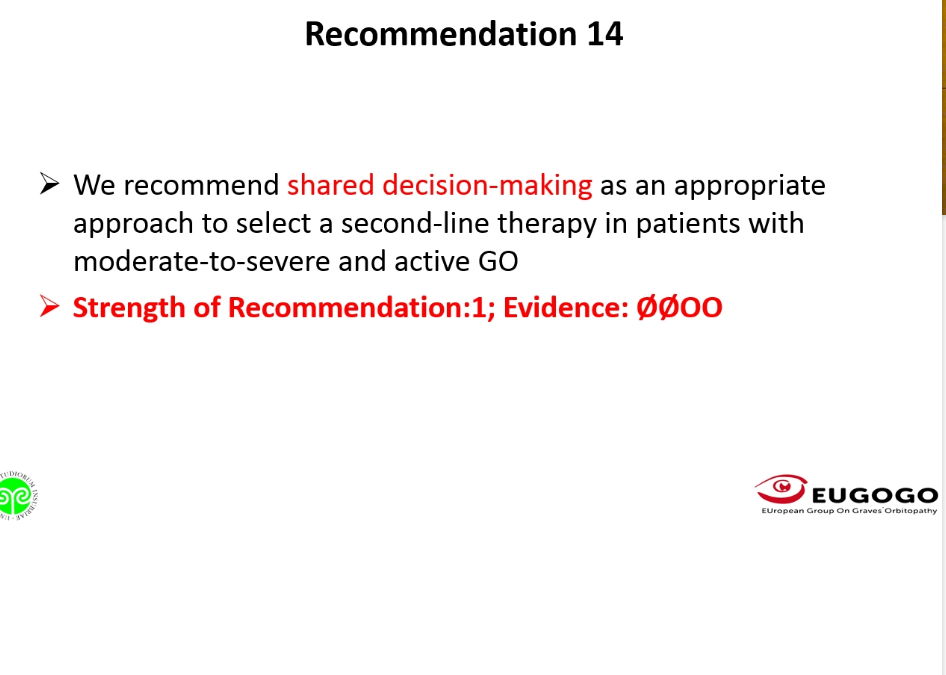 Recommendation 14
➢ We recommend shared decision-making as an appropriate
approach to select a second-line therapy in patients with
moderate-to-severe and active GO
➢ Strength of Recommendation:1; Evidence: ØØOO
EUGOGO
EUropean Group On Graves´Orbitopathy